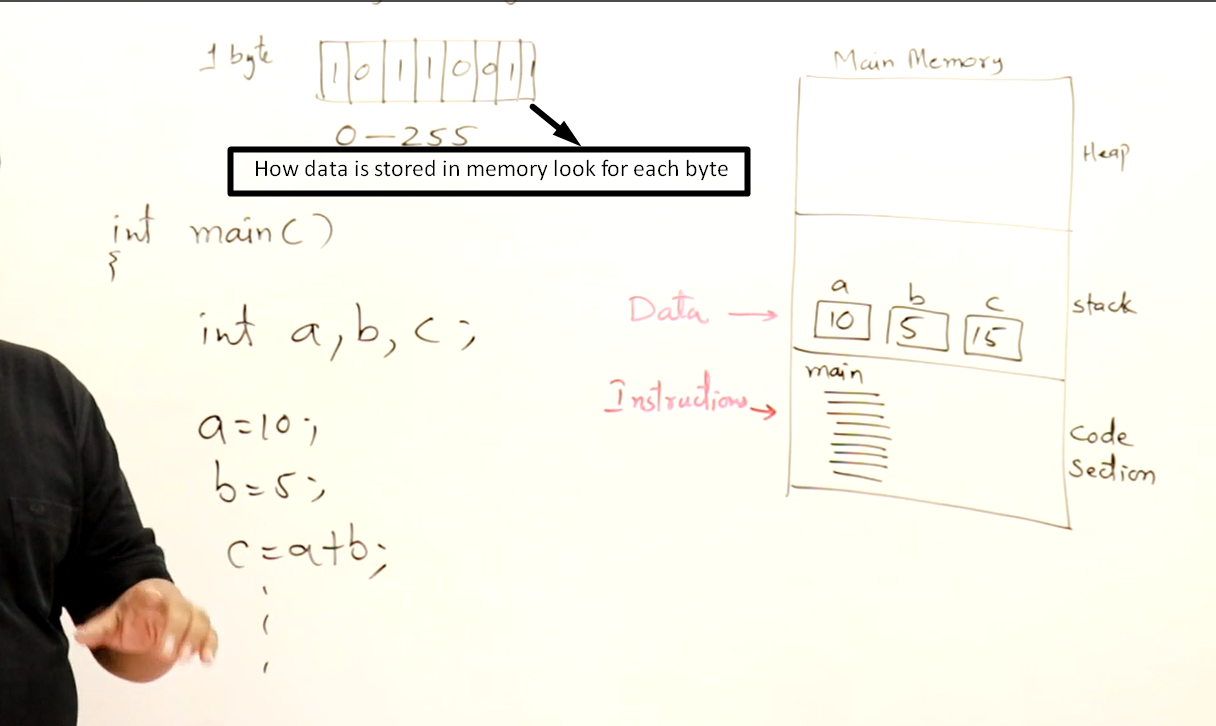 1 byte
1 0 1 1 0 0 1 1
0-255
How data is stored in memory look for each byte
int main()
{
int a,b,c;
a=10;
b=5;
c=a+b;
Main Memory
Heap
a b c
Data → 10 5 15
stack
main
Instructions →
Code
Section